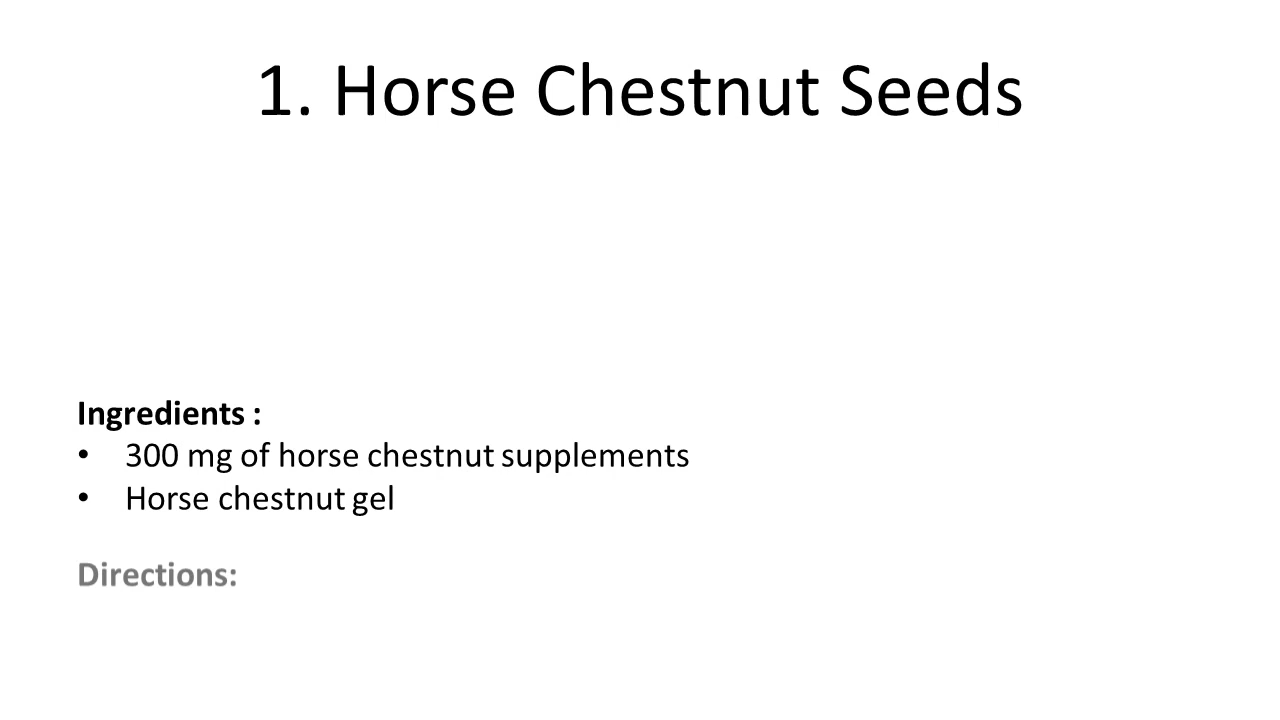 1. Horse Chestnut Seeds
Ingredients :
• 300 mg of horse chestnut supplements
• Horse chestnut gel
Directions: